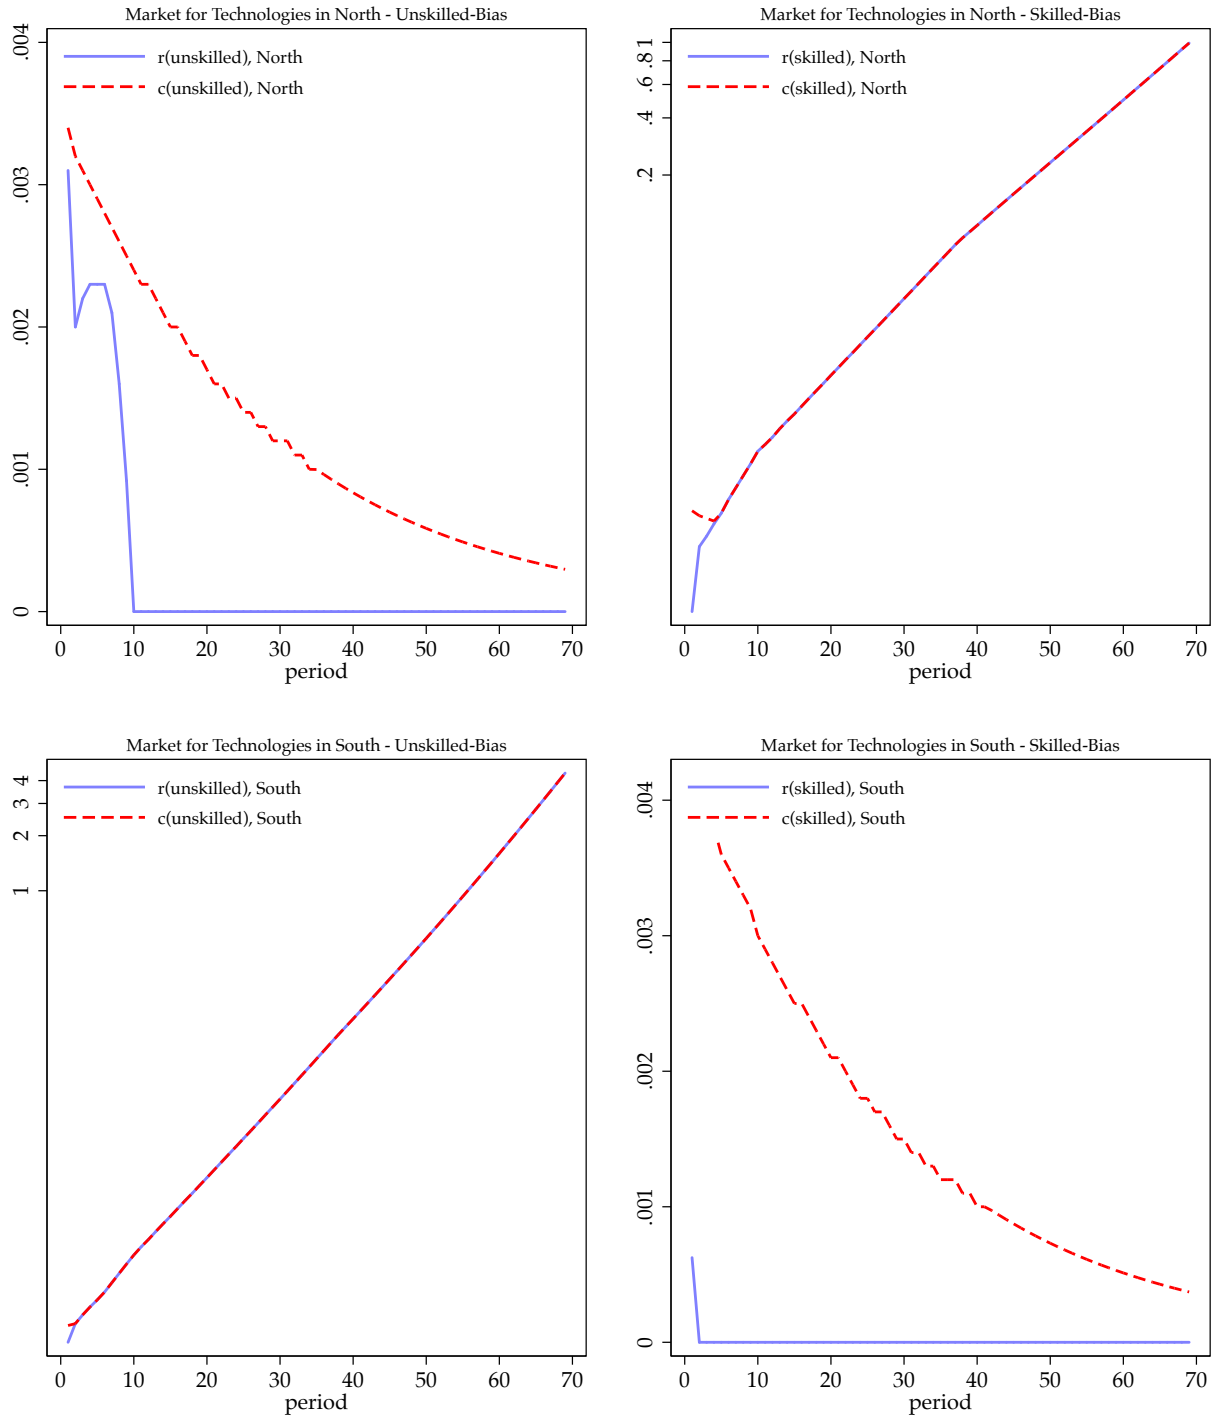 Market for Technologies in North - Unskilled-Bias
.004
.003
.002
.001
0
r(unskilled), North
c(unskilled), North
0 10 20 30 40 50 60 70
period
Market for Technologies in North - Skilled-Bias
1
.8
.6
.4
.2
r(skilled), North
c(skilled), North
0 10 20 30 40 50 60 70
period
Market for Technologies in South - Unskilled-Bias
4
3
2
1
r(unskilled), South
c(unskilled), South
0 10 20 30 40 50 60 70
period
Market for Technologies in South - Skilled-Bias
.004
.003
.002
.001
0
r(skilled), South
c(skilled), South
0 10 20 30 40 50 60 70
period